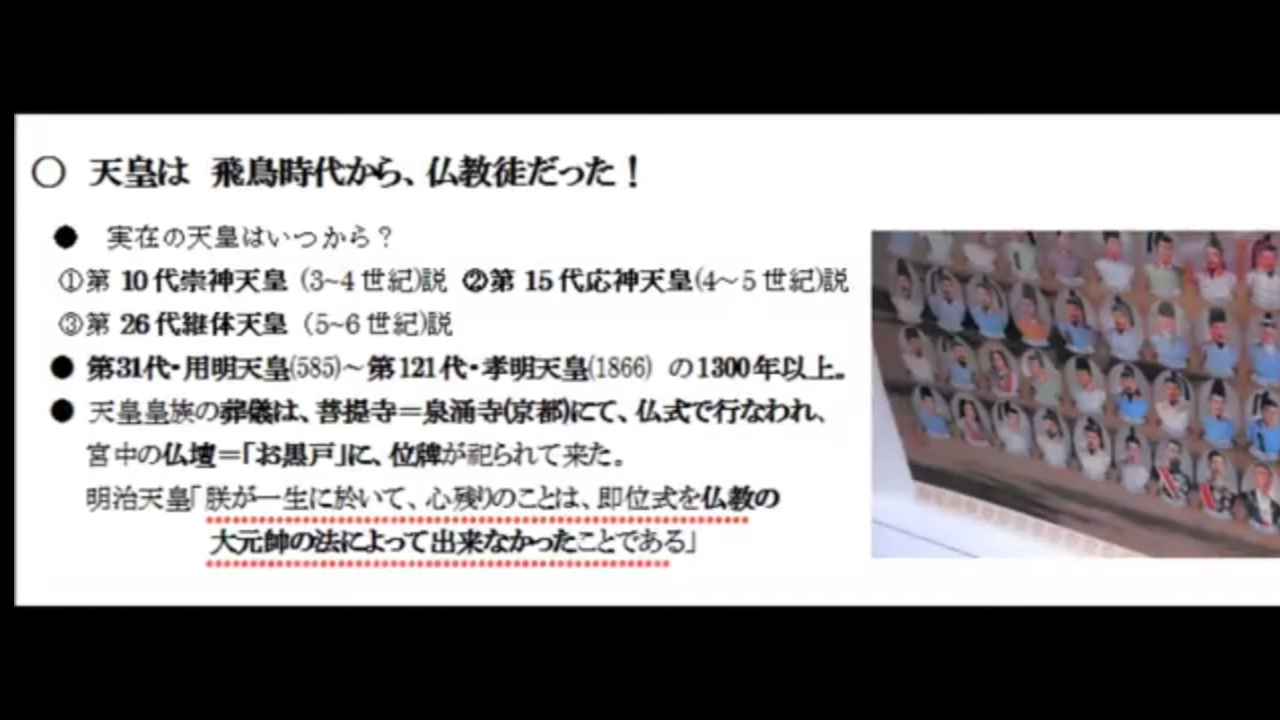 ○ 天皇は 飛鳥時代から、仏教徒だった！
● 実在の天皇はいつから？
①第 10 代崇神天皇 (3~4 世紀)説 ②第 15 代応神天皇(4～5 世紀)説
③第 26 代継体天皇 (5~6 世紀)説
● 第31代・用明天皇(585)～第121代・孝明天皇(1866) の1300年以上。
● 天皇皇族の葬儀は、菩提寺＝泉涌寺(京都)にて、仏式で行なわれ、
宮中の仏壇＝「お黒戸」に、位牌が祀られて来た。
明治天皇「朕が一生に於いて、心残りのことは、即位式を仏教の
大元帥の法によって出来なかったことである」